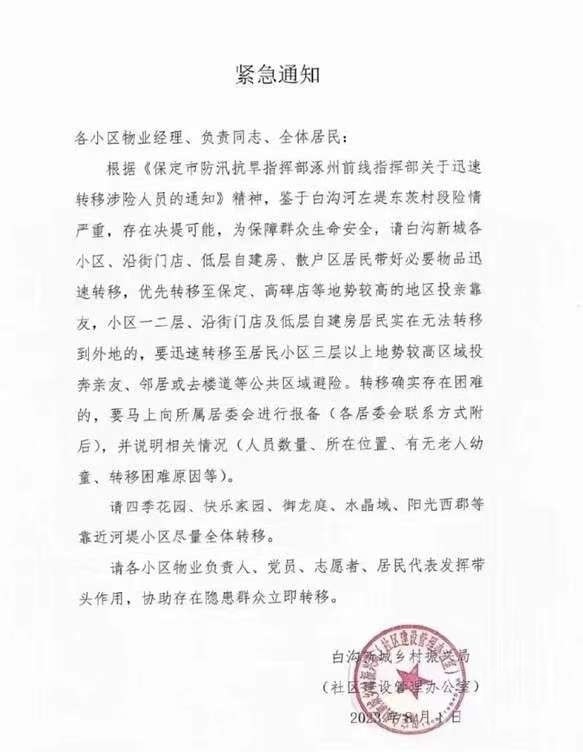 紧急通知
各小区物业经理、负责同志、全体居民：
根据《保定市防汛抗旱指挥部涿州前线指挥部关于迅速
转移涉险人员的通知》精神，鉴于白沟河左堤东茨村段险情
严重，存在决堤可能，为保障群众生命安全，请白沟新城各
小区、沿街门店、低层自建房、散户区居民带好必要物品迅
速转移，优先转移至保定、高碑店等地势较高的地区投亲靠
友，小区一二层、沿街门店及低层自建房居民实在无法转移
到外地的，要迅速转移至居民小区三层以上地势较高区域投
奔亲友、邻居或去楼道等公共区域避险。转移确实存在困难
的，要马上向所属居委会进行报备（各居委会联系方式附
后），并说明相关情况（人员数量、所在位置、有无老人幼
童、转移困难原因等）。
请四季花园、快乐家园、御龙庭、水晶域、阳光西郡等
靠近河堤小区尽量全体转移。
请各小区物业负责人、党员、志愿者、居民代表发挥带
头作用，协助存在隐患群众立即转移。
白沟新城乡村振兴局
（社区建设管理办公室）
2023年8月1日